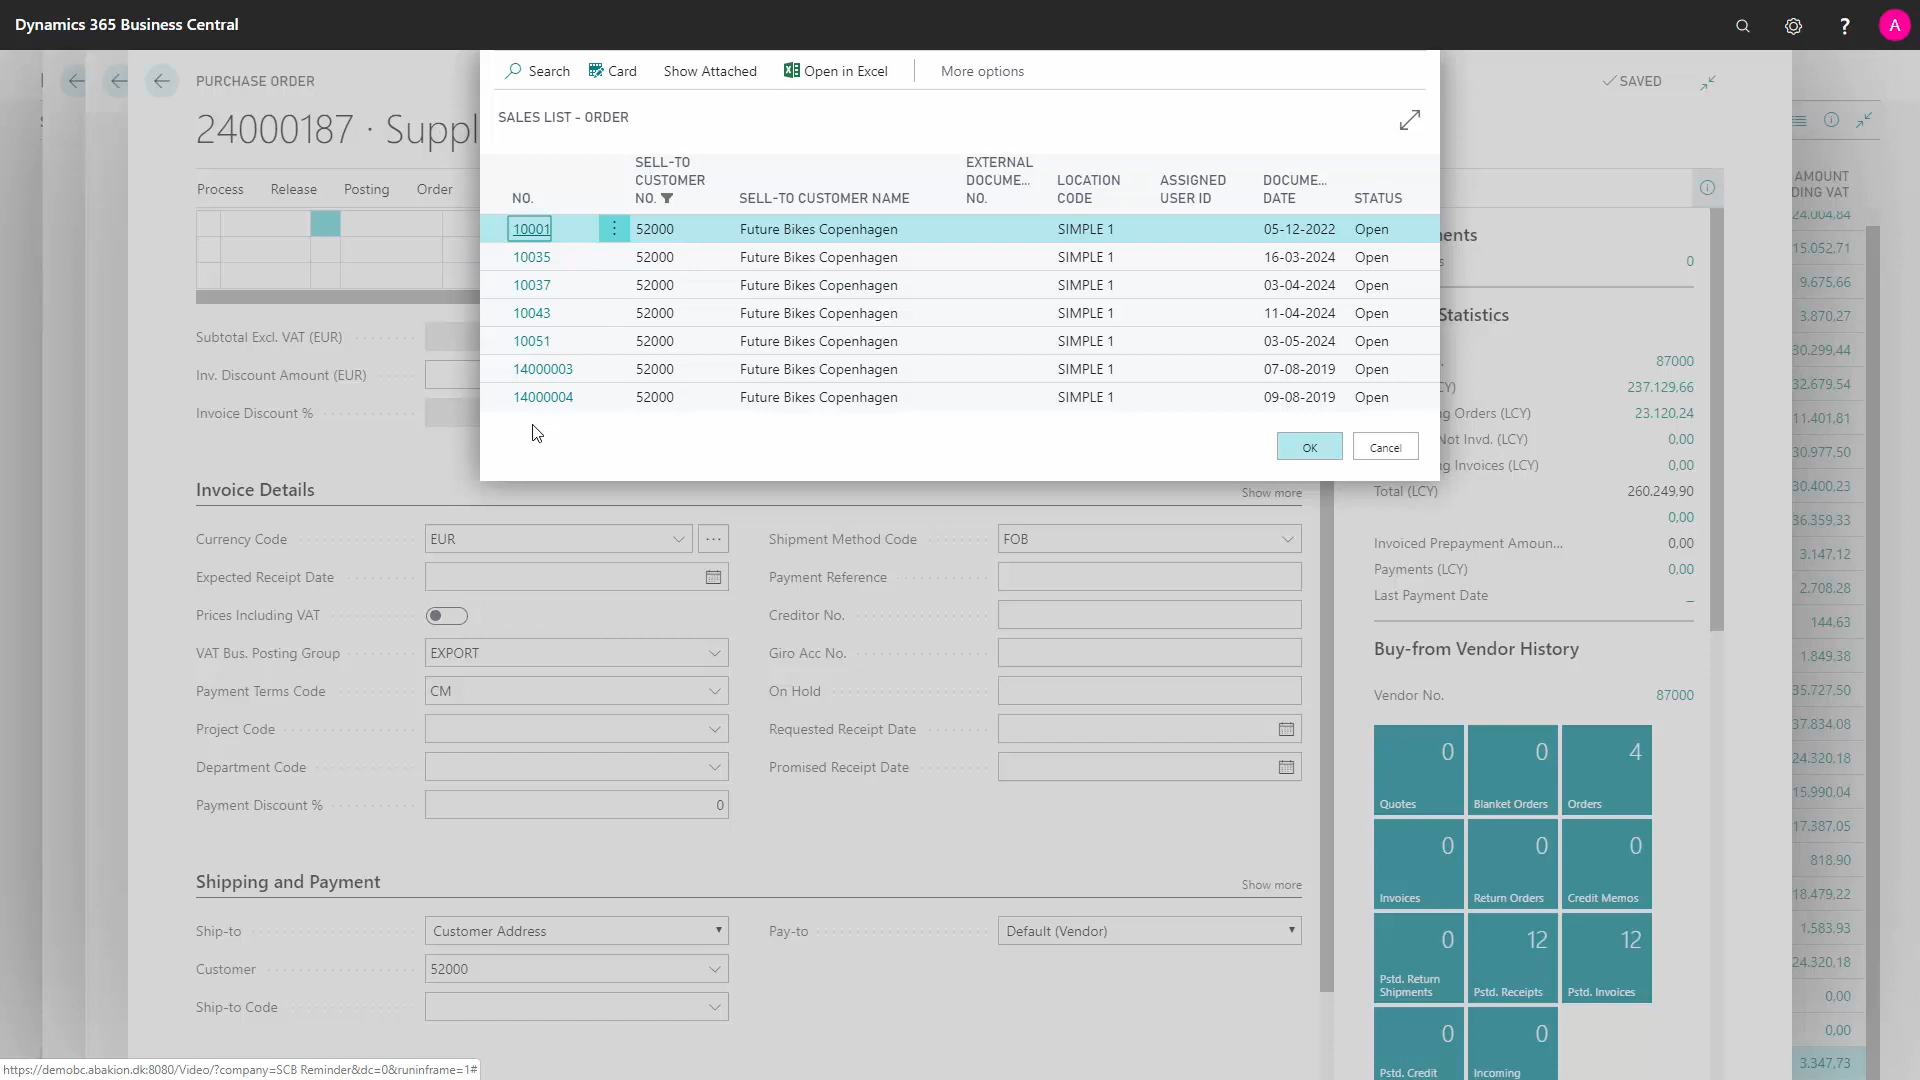 Dynamics 365 Business Central
?
A
PURCHASE ORDER
SAVED
24000187 · Suppl
Process Release Posting Order
Search Card Show Attached Open in Excel More options
SALES LIST - ORDER
NO. SELL-TO CUSTOMER NO. SELL-TO CUSTOMER NAME EXTERNAL DOCUME... NO. LOCATION CODE ASSIGNED USER ID DOCUME... DATE STATUS
10001 52000 Future Bikes Copenhagen SIMPLE 1 05-12-2022 Open
10035 52000 Future Bikes Copenhagen SIMPLE 1 16-03-2024 Open
10037 52000 Future Bikes Copenhagen SIMPLE 1 03-04-2024 Open
10043 52000 Future Bikes Copenhagen SIMPLE 1 11-04-2024 Open
10051 52000 Future Bikes Copenhagen SIMPLE 1 03-05-2024 Open
14000003 52000 Future Bikes Copenhagen SIMPLE 1 07-08-2019 Open
14000004 52000 Future Bikes Copenhagen SIMPLE 1 09-08-2019 Open
OK Cancel
Subtotal Excl. VAT (EUR)
Inv. Discount Amount (EUR)
Invoice Discount %
Invoice Details Show more
Currency Code EUR ... Shipment Method Code FOB
Expected Receipt Date Payment Reference
Prices Including VAT Creditor No.
VAT Bus. Posting Group EXPORT Giro Acc No.
Payment Terms Code CM On Hold
Project Code Requested Receipt Date
Department Code Promised Receipt Date
Payment Discount % 0
Shipping and Payment Show more
Ship-to Customer Address Pay-to Default (Vendor)
Customer 52000
Ship-to Code
ents
s 0
Statistics
. 87000
CY) 237.129,66
g Orders (LCY) 23.120,24
Not Invd. (LCY) 0,00
g Invoices (LCY) 0,00
Total (LCY) 260.249,90
0,00
Invoiced Prepayment Amoun... 0,00
Payments (LCY) 0,00
Last Payment Date _
Buy-from Vendor History
Vendor No. 87000
0 0 4
Quotes Blanket Orders Orders
0 0 0
Invoices Return Orders Credit Memos
0 12 12
Pstd. Return Shipments Pstd. Receipts Pstd. Invoices
0 0
Pstd. Credit Incoming
AMOUNT
DING VAT
24.004,84
15.052,71
9.675,66
3.870,27
30.299,44
32.679,54
11.401,81
30.977,50
30.400,23
36.359,33
3.147,12
2.708,28
144,63
1.849,38
35.727,50
37.834,08
24.320,18
15.990,04
17.387,05
818,90
18.479,22
1.583,93
24.320,18
0,00
0,00
3.347,73
https://demobc.abakion.dk:8080/Video/?company=SCB Reminder&dc=0&runinframe=1#